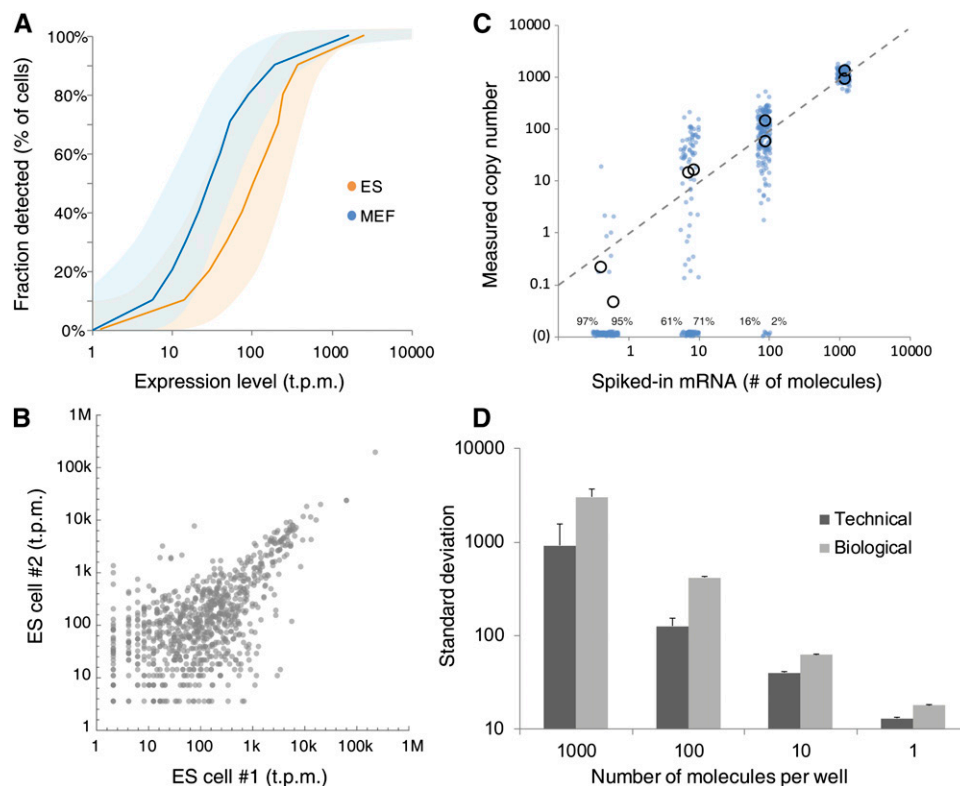 A
100%
80%
60%
40%
20%
0%
Fraction detected (% of cells)
1 10 100 1000 10000
Expression level (t.p.m.)
ES
MEF
B
1M
100k
10k
1k
100
10
1
ES cell #2 (t.p.m.)
1 10 100 1k 10k 100k 1M
ES cell #1 (t.p.m.)
C
10000
1000
100
10
1
0.1
(0)
Measured copy number
97% 95% 61% 71% 16% 2%
1 10 100 1000 10000
Spiked-in mRNA (# of molecules)
D
10000
1000
100
10
Standard deviation
Technical
Biological
1000 100 10 1
Number of molecules per well